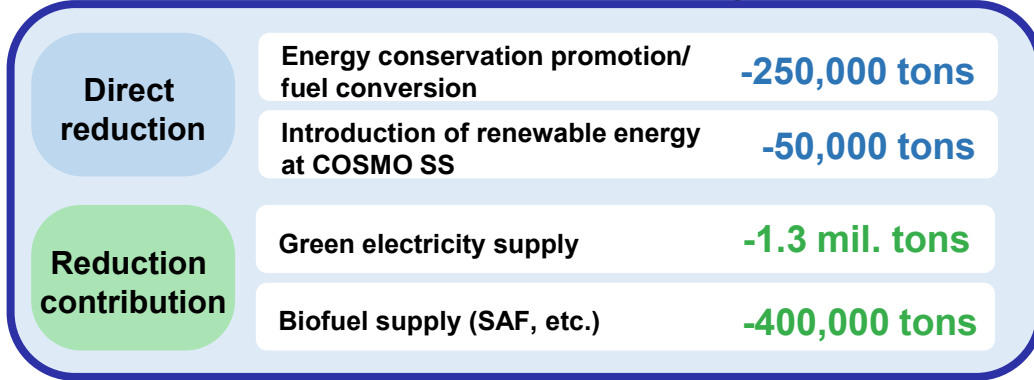 Direct
reduction
Energy conservation promotion/
fuel conversion
-250,000 tons
Introduction of renewable energy
at COSMO SS
-50,000 tons
Reduction
contribution
Green electricity supply
-1.3 mil. tons
Biofuel supply (SAF, etc.)
-400,000 tons